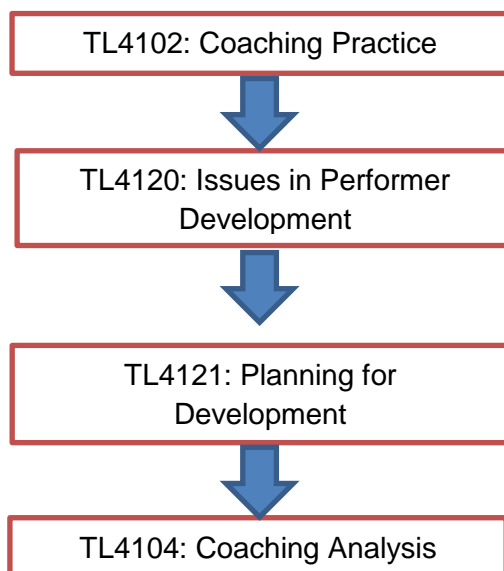 TL4102: Coaching Practice
TL4120: Issues in Performer
Development
TL4121: Planning for
Development
TL4104: Coaching Analysis